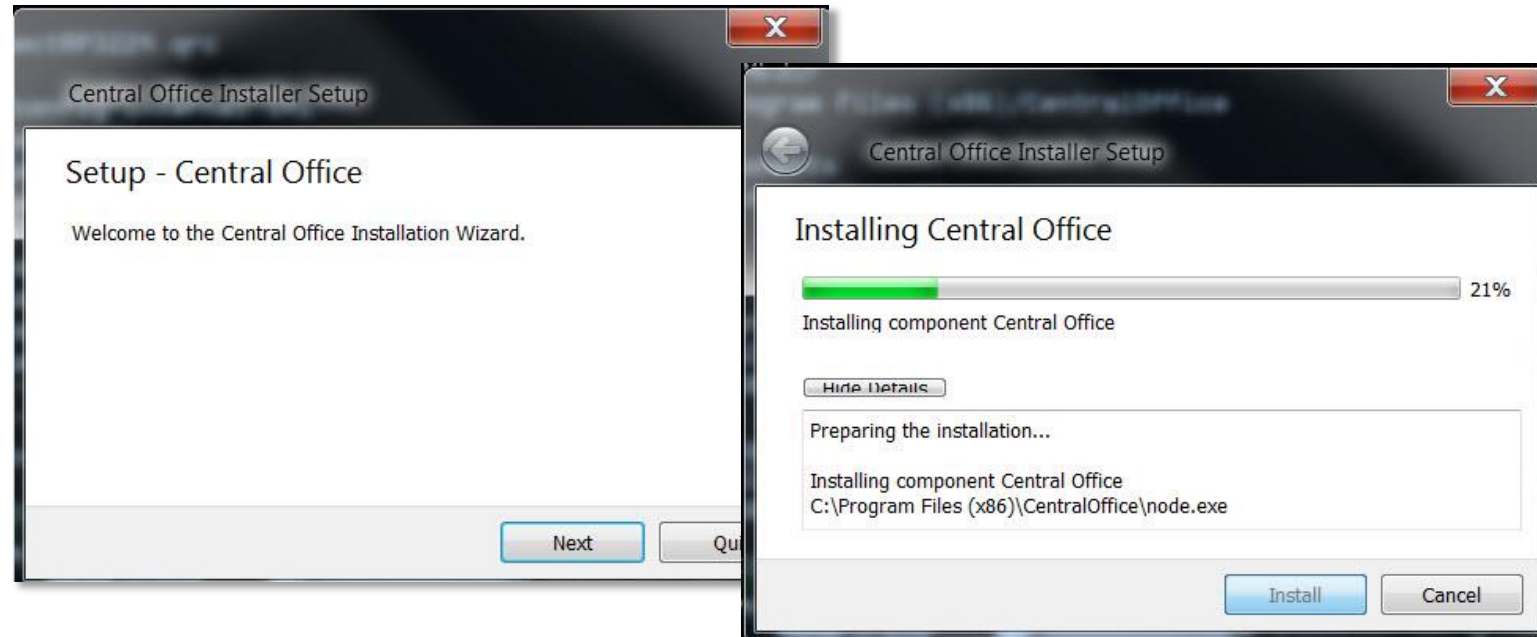 Central Office Installer Setup
Setup - Central Office
Welcome to the Central Office Installation Wizard.
Next
Central Office Installer Setup
Installing Central Office
21%
Installing component Central Office
Hide Details
Preparing the installation...
Installing component Central Office
C:\Program Files (x86)\CentralOffice\node.exe
Install
Cancel